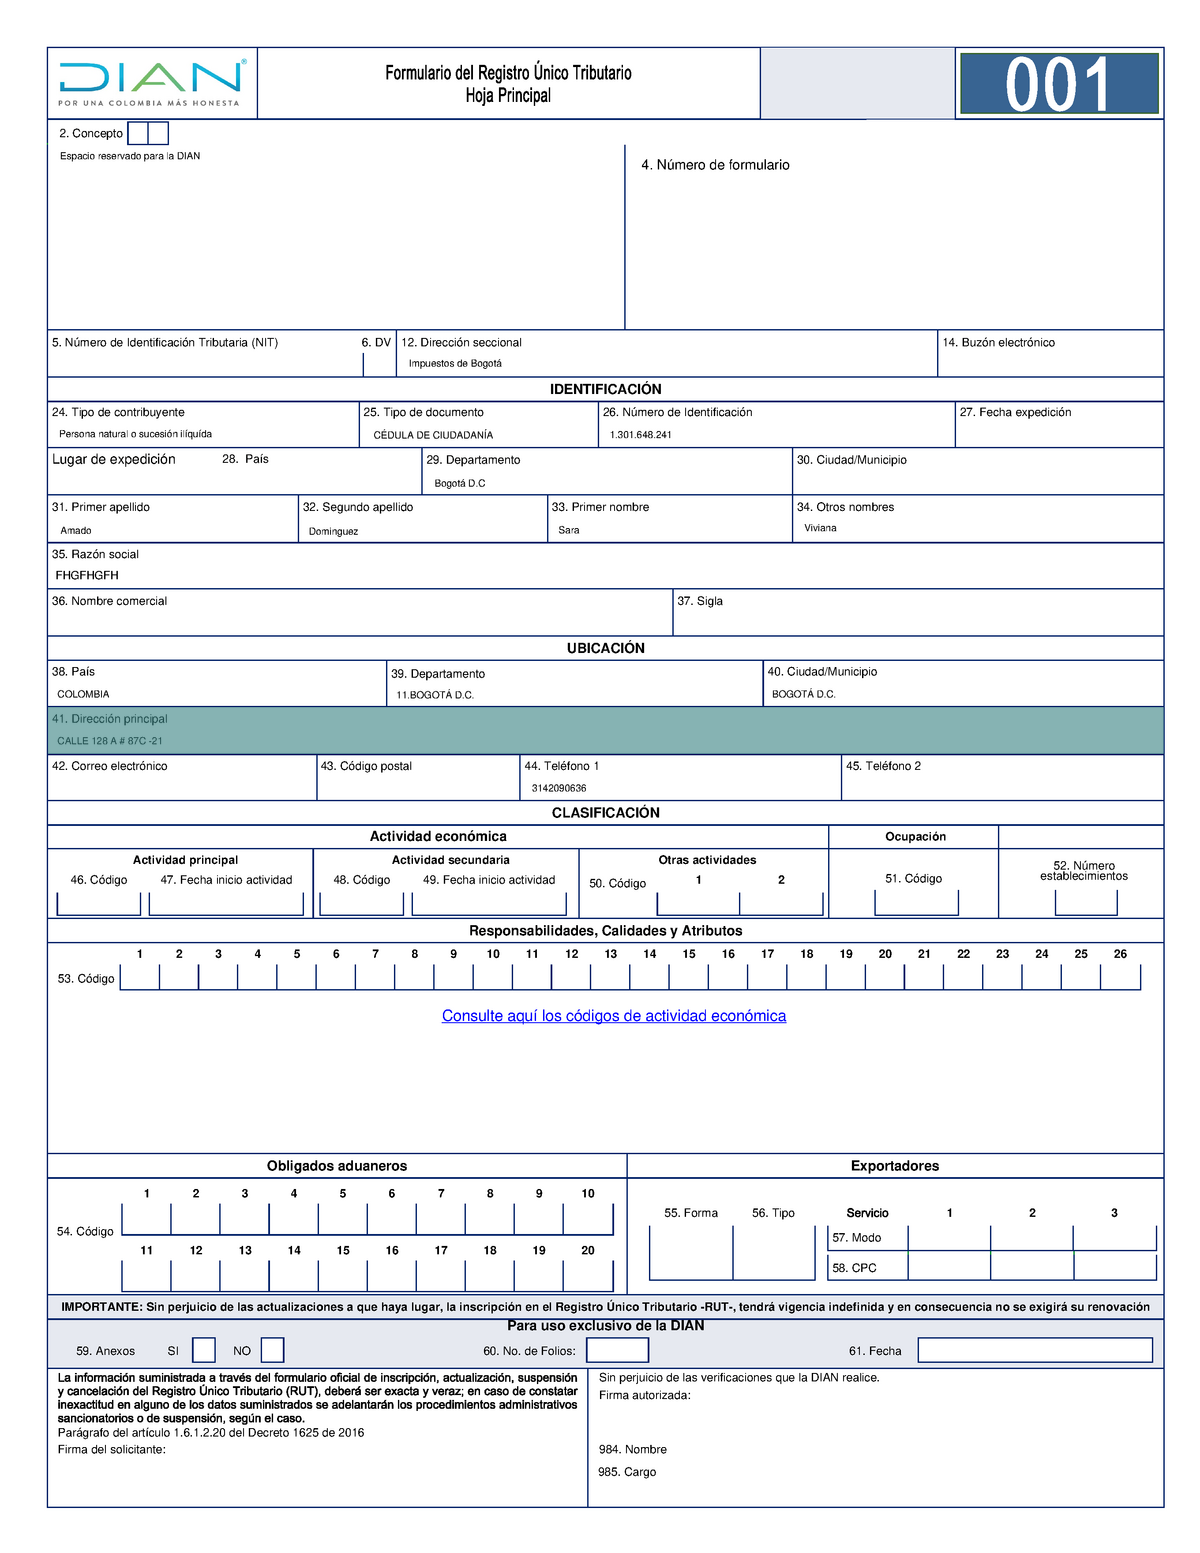 DIAN®
POR UNA COLOMBIA MÁS HONESTA
Formulario del Registro Único Tributario
Hoja Principal
001
2. Concepto
Espacio reservado para la DIAN
4. Número de formulario
5. Número de Identificación Tributaria (NIT) 6. DV 12. Dirección seccional 14. Buzón electrónico
Impuestos de Bogotá
IDENTIFICACIÓN
24. Tipo de contribuyente 25. Tipo de documento 26. Número de Identificación 27. Fecha expedición
Persona natural o sucesión ilíquída CÉDULA DE CIUDADANÍA 1.301.648.241
Lugar de expedición 28. País 29. Departamento 30. Ciudad/Municipio
Bogotá D.C
31. Primer apellido 32. Segundo apellido 33. Primer nombre 34. Otros nombres
Amado Dominguez Sara Viviana
35. Razón social
FHGFHGFH
36. Nombre comercial 37. Sigla
UBICACIÓN
38. País 39. Departamento 40. Ciudad/Municipio
COLOMBIA 11.BOGOTÁ D.C. BOGOTÁ D.C.
41. Dirección principal
CALLE 128 A # 87C -21
42. Correo electrónico 43. Código postal 44. Teléfono 1 45. Teléfono 2
3142090636
CLASIFICACIÓN
Actividad económica Ocupación
Actividad principal Actividad secundaria Otras actividades 52. Número
establecimientos
46. Código 47. Fecha inicio actividad 48. Código 49. Fecha inicio actividad 50. Código 1 2 51. Código
Responsabilidades, Calidades y Atributos
1 2 3 4 5 6 7 8 9 10 11 12 13 14 15 16 17 18 19 20 21 22 23 24 25 26
53. Código
Consulte aquí los códigos de actividad económica
Obligados aduaneros Exportadores
1 2 3 4 5 6 7 8 9 10
54. Código
11 12 13 14 15 16 17 18 19 20
55. Forma 56. Tipo Servicio 1 2 3
57. Modo
58. CPC
IMPORTANTE: Sin perjuicio de las actualizaciones a que haya lugar, la inscripción en el Registro Único Tributario -RUT-, tendrá vigencia indefinida y en consecuencia no se exigirá su renovación
Para uso exclusivo de la DIAN
59. Anexos SI NO 60. No. de Folios: 61. Fecha
La información suministrada a través del formulario oficial de inscripción, actualización, suspensión
y cancelación del Registro Único Tributario (RUT), deberá ser exacta y veraz; en caso de constatar
inexactitud en alguno de los datos suministrados se adelantarán los procedimientos administrativos
sancionatorios o de suspensión, según el caso.
Parágrafo del artículo 1.6.1.2.20 del Decreto 1625 de 2016
Firma del solicitante:
Sin perjuicio de las verificaciones que la DIAN realice.
Firma autorizada:
984. Nombre
985. Cargo